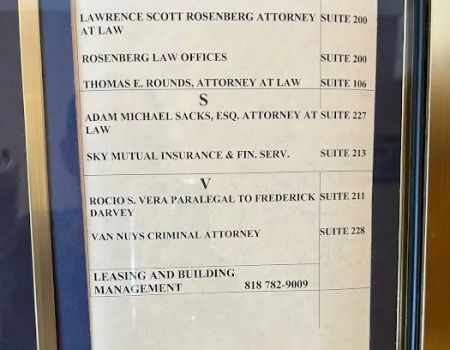 LAWRENCE SCOTT ROSENBERG ATTORNEY SUITE 200
AT LAW
ROSENBERG LAW OFFICES SUITE 200
THOMAS E. ROUNDS, ATTORNEY AT LAW SUITE 106
S
ADAM MICHAEL SACKS, ESQ. ATTORNEY AT SUITE 227
LAW
SKY MUTUAL INSURANCE & FIN. SERV. SUITE 213
V
ROCIO S. VERA PARALEGAL TO FREDERICK SUITE 211
DARVEY
VAN NUYS CRIMINAL ATTORNEY SUITE 228
LEASING AND BUILDING
MANAGEMENT 818 782-9009